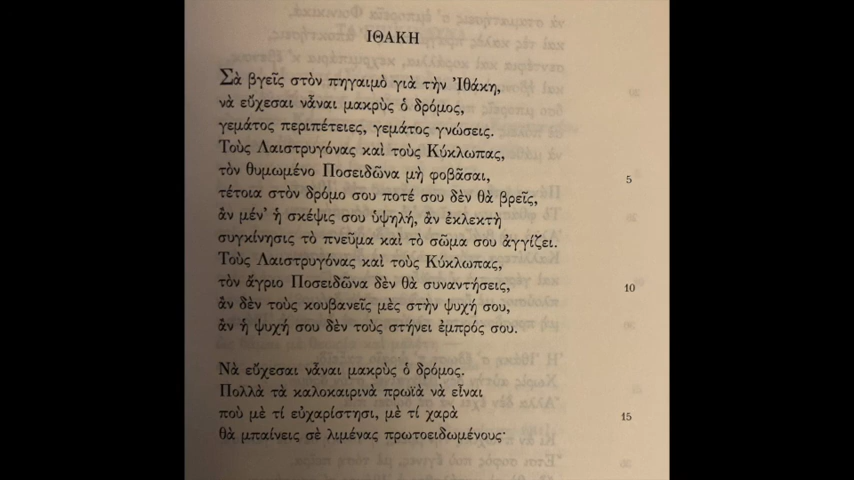 ΙΘΑΚΗ
Σὰ βγεῖς στὸν πηγαιμὸ γιὰ τὴν Ἰθάκη,
νὰ εὔχεσαι νἆναι μακρὺς ὁ δρόμος,
γεμάτος περιπέτειες, γεμάτος γνώσεις.
Τοὺς Λαιστρυγόνας καὶ τοὺς Κύκλωπας,
τὸν θυμωμένο Ποσειδῶνα μὴ φοβᾶσαι,
5
τέτοια στὸν δρόμο σου ποτέ σου δὲν θὰ βρεῖς,
ἂν μέν' ἡ σκέψις σου ὑψηλή, ἂν ἐκλεκτὴ
συγκίνησις τὸ πνεῦμα καὶ τὸ σῶμα σου ἀγγίζει.
Τοὺς Λαιστρυγόνας καὶ τοὺς Κύκλωπας,
τὸν ἄγριο Ποσειδῶνα δὲν θὰ συναντήσεις,
10
ἂν δὲν τοὺς κουβανεῖς μὲς στὴν ψυχή σου,
ἂν ἡ ψυχή σου δὲν τοὺς στήνει ἐμπρός σου.
Νὰ εὔχεσαι νἆναι μακρὺς ὁ δρόμος.
Πολλὰ τὰ καλοκαιρινὰ πρωϊὰ νὰ εἶναι
ποὺ μὲ τί εὐχαρίστησι, μὲ τί χαρὰ
15
θὰ μπαίνεις σὲ λιμένας πρωτοειδωμένους·